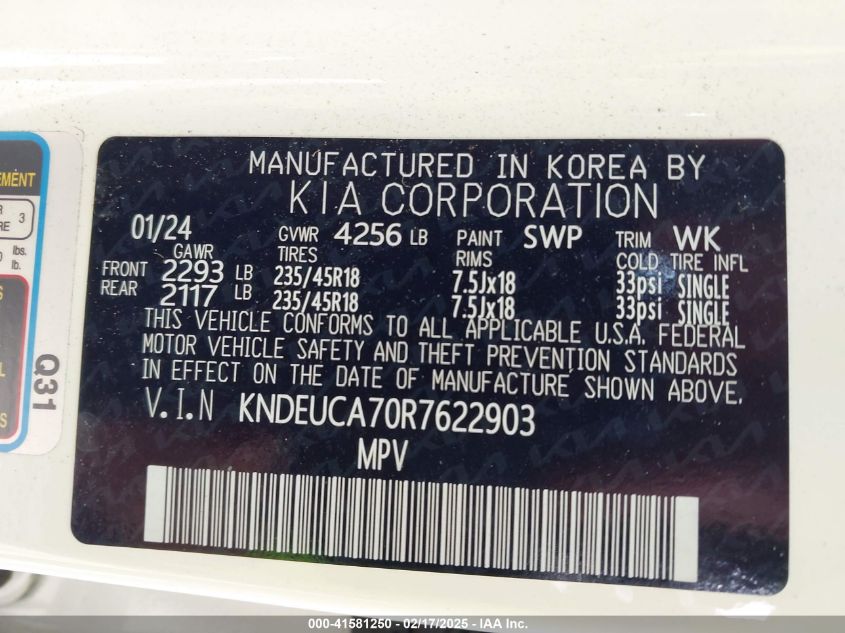 MANUFACTURED IN KOREA BY
KIA CORPORATION
01/24 GVWR 4256 LB PAINT SWP TRIM WK
GAWR TIRES RIMS COLD TIRE INFL
FRONT 2293 LB 235/45R18 7.5Jx18 33psi SINGLE
REAR 2117 LB 235/45R18 7.5Jx18 33psi SINGLE
THIS VEHICLE CONFORMS TO ALL APPLICABLE U.S.A. FEDERAL
MOTOR VEHICLE SAFETY AND THEFT PREVENTION STANDARDS
IN EFFECT ON THE DATE OF MANUFACTURE SHOWN ABOVE.
V.I.N KNDEUCA70R7622903
MPV
Q31
3
lbs.
lb.
000-41581250 - 02/17/2025 - IAA Inc.